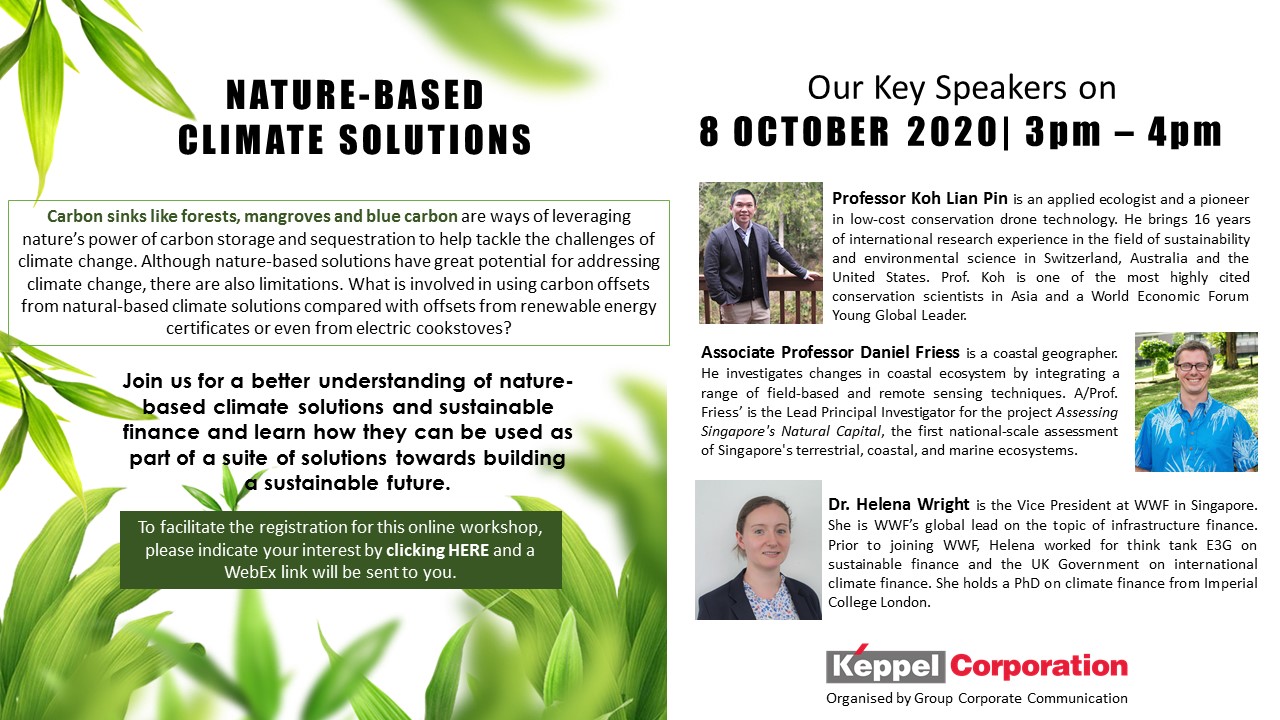 NATURE-BASED
CLIMATE SOLUTIONS
Carbon sinks like forests, mangroves and blue carbon are ways of leveraging
nature's power of carbon storage and sequestration to help tackle the challenges of
climate change. Although nature-based solutions have great potential for addressing
climate change, there are also limitations. What is involved in using carbon offsets
from natural-based climate solutions compared with offsets from renewable energy
certificates or even from electric cookstoves?
Join us for a better understanding of nature-
based climate solutions and sustainable
finance and learn how they can be used as
part of a suite of solutions towards building
a sustainable future.
To facilitate the registration for this online workshop,
please indicate your interest by clicking HERE and a
WebEx link will be sent to you.
Our Key Speakers on
8 OCTOBER 2020| 3pm – 4pm
Professor Koh Lian Pin is an applied ecologist and a pioneer
in low-cost conservation drone technology. He brings 16 years
of international research experience in the field of sustainability
and environmental science in Switzerland, Australia and the
United States. Prof. Koh is one of the most highly cited
conservation scientists in Asia and a World Economic Forum
Young Global Leader.
Associate Professor Daniel Friess is a coastal geographer.
He investigates changes in coastal ecosystem by integrating a
range of field-based and remote sensing techniques. A/Prof.
Friess' is the Lead Principal Investigator for the project Assessing
Singapore's Natural Capital, the first national-scale assessment
of Singapore's terrestrial, coastal, and marine ecosystems.
Dr. Helena Wright is the Vice President at WWF in Singapore.
She is WWF's global lead on the topic of infrastructure finance.
Prior to joining WWF, Helena worked for think tank E3G on
sustainable finance and the UK Government on international
climate finance. She holds a PhD on climate finance from Imperial
College London.
Képpel Corporation
Organised by Group Corporate Communication